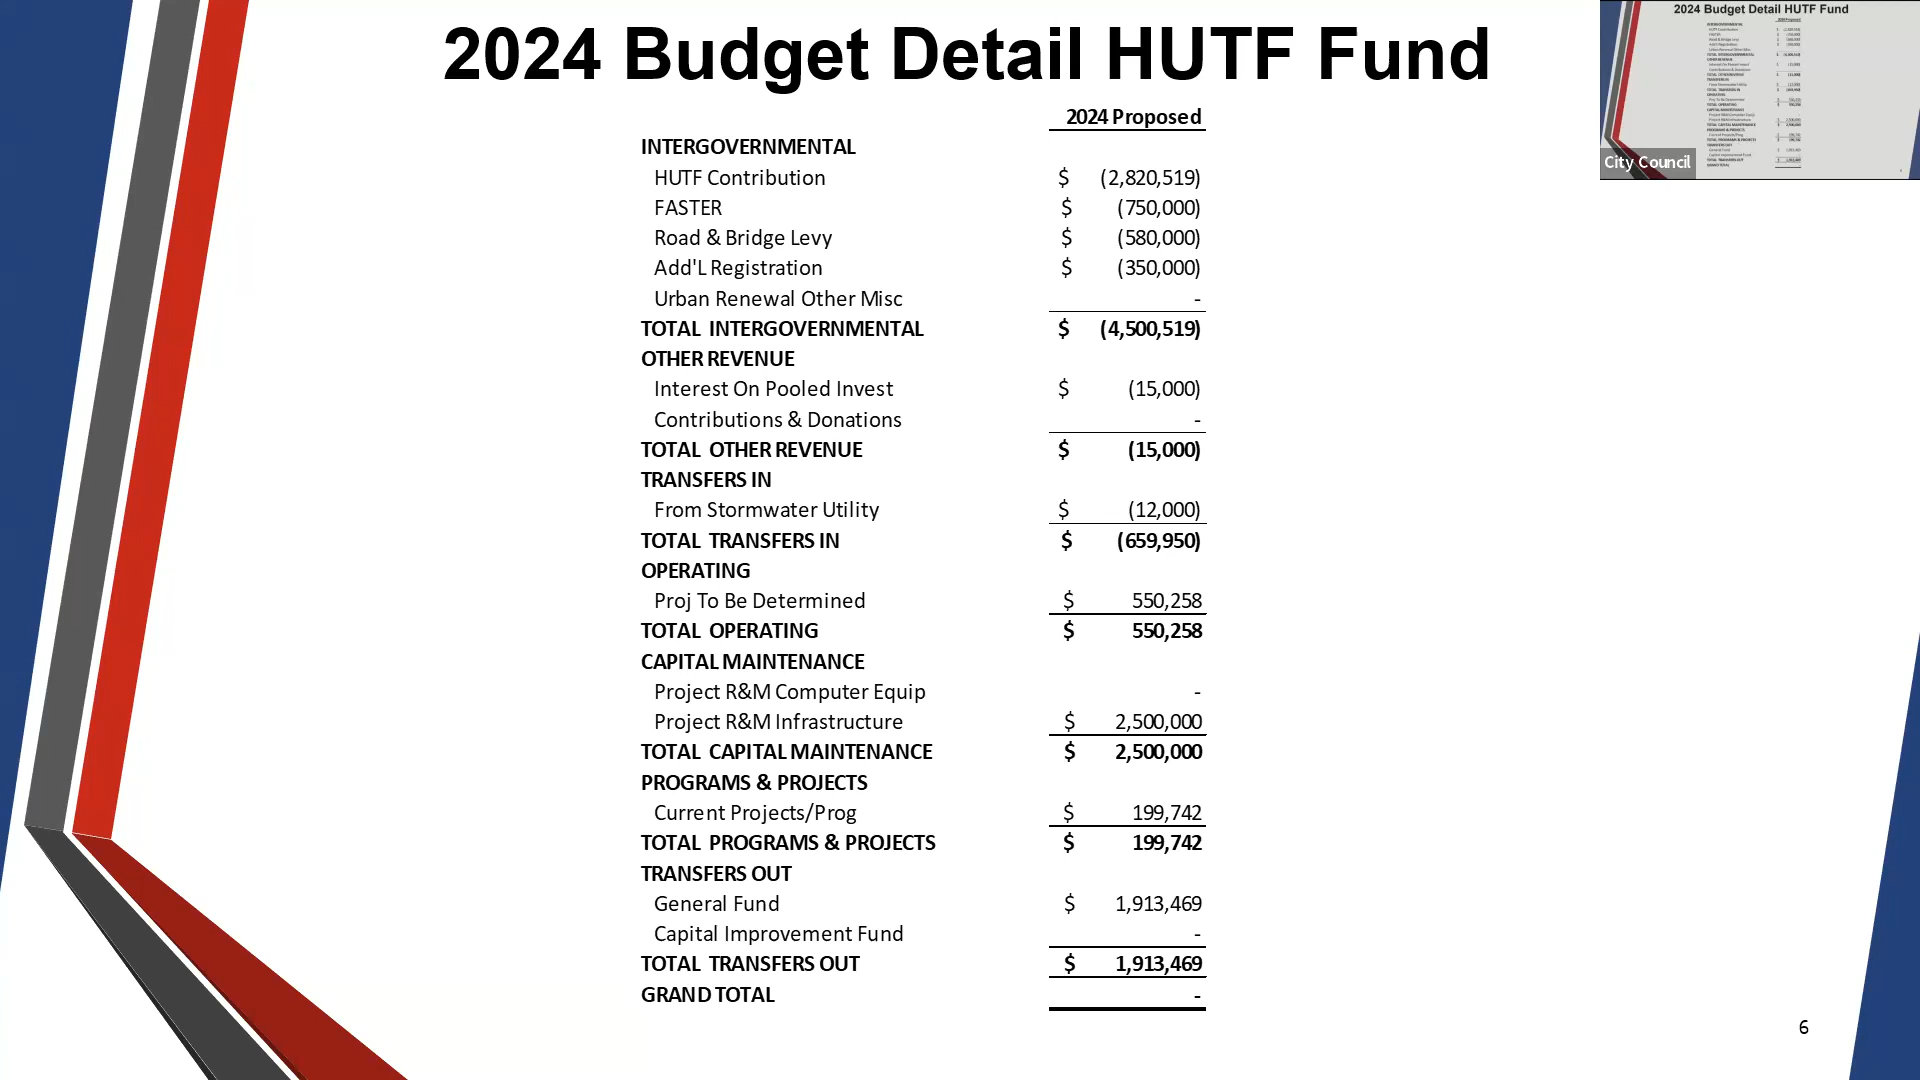 2024 Budget Detail HUTF Fund
2024 Proposed
INTERGOVERNMENTAL
HUTF Contribution $ (2,820,519)
FASTER $ (750,000)
Road & Bridge Levy $ (580,000)
Add'L Registration $ (350,000)
Urban Renewal Other Misc -
TOTAL INTERGOVERNMENTAL $ (4,500,519)
OTHER REVENUE
Interest On Pooled Invest $ (15,000)
Contributions & Donations -
TOTAL OTHER REVENUE $ (15,000)
TRANSFERS IN
From Stormwater Utility $ (12,000)
TOTAL TRANSFERS IN $ (659,950)
OPERATING
Proj To Be Determined $ 550,258
TOTAL OPERATING $ 550,258
CAPITAL MAINTENANCE
Project R&M Computer Equip -
Project R&M Infrastructure $ 2,500,000
TOTAL CAPITAL MAINTENANCE $ 2,500,000
PROGRAMS & PROJECTS
Current Projects/Prog $ 199,742
TOTAL PROGRAMS & PROJECTS $ 199,742
TRANSFERS OUT
General Fund $ 1,913,469
Capital Improvement Fund -
TOTAL TRANSFERS OUT $ 1,913,469
GRAND TOTAL -
6
2024 Budget Detail HUTF Fund
City Council